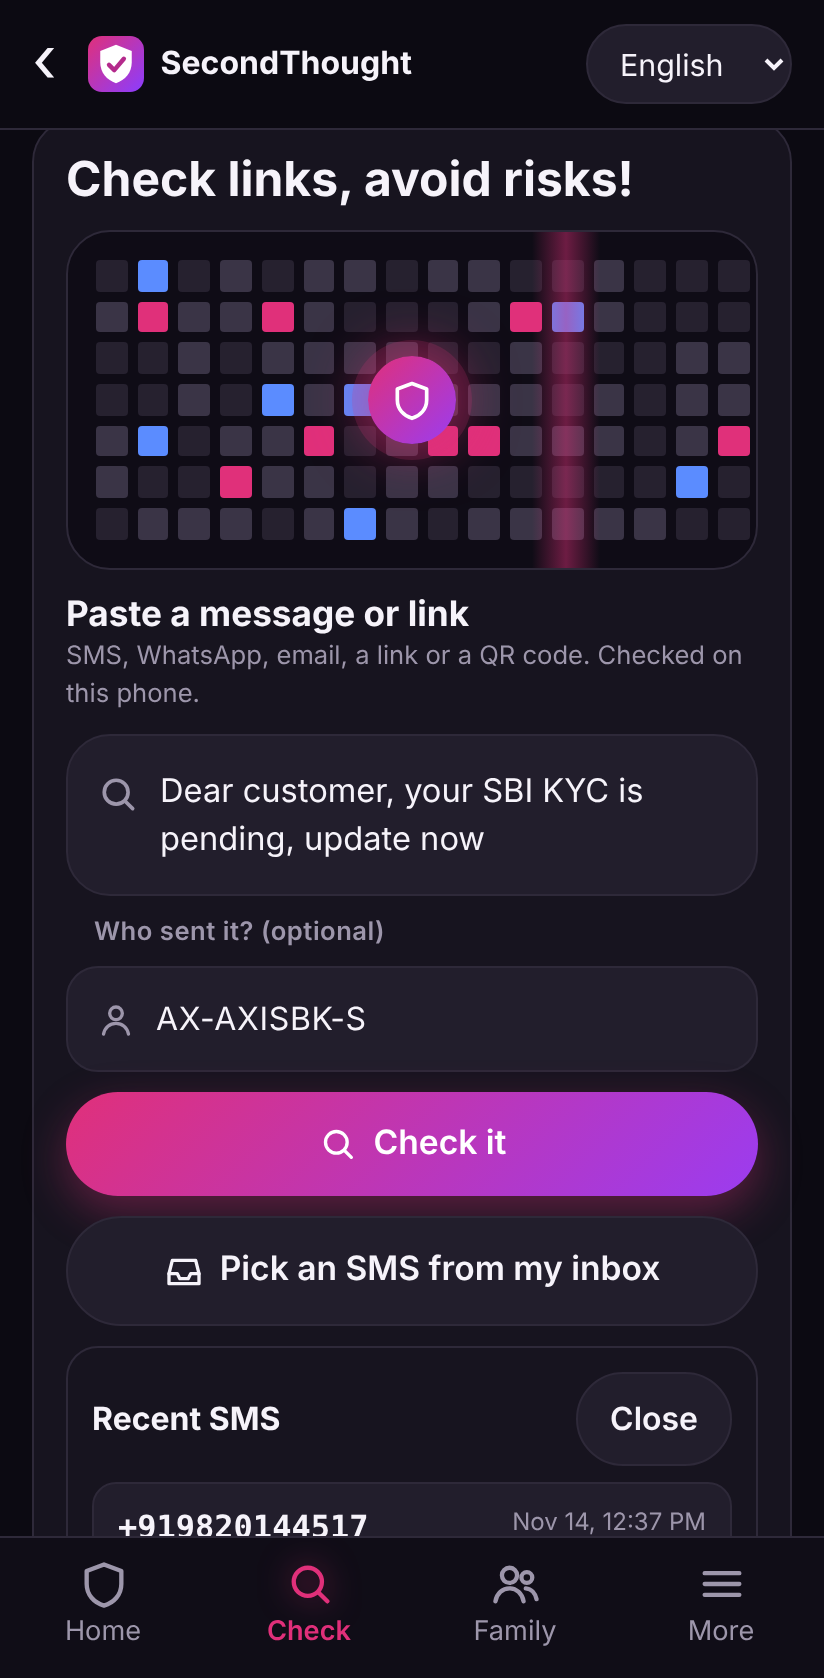 SecondThought
English
Check links, avoid risks!
Paste a message or link
SMS, WhatsApp, email, a link or a QR code. Checked on
this phone.
Dear customer, your SBI KYC is
pending, update now
Who sent it? (optional)
AX-AXISBK-S
Check it
Pick an SMS from my inbox
Recent SMS
Close
+919820144517
Nov 14, 12:37 PM
Home
Check
Family
More